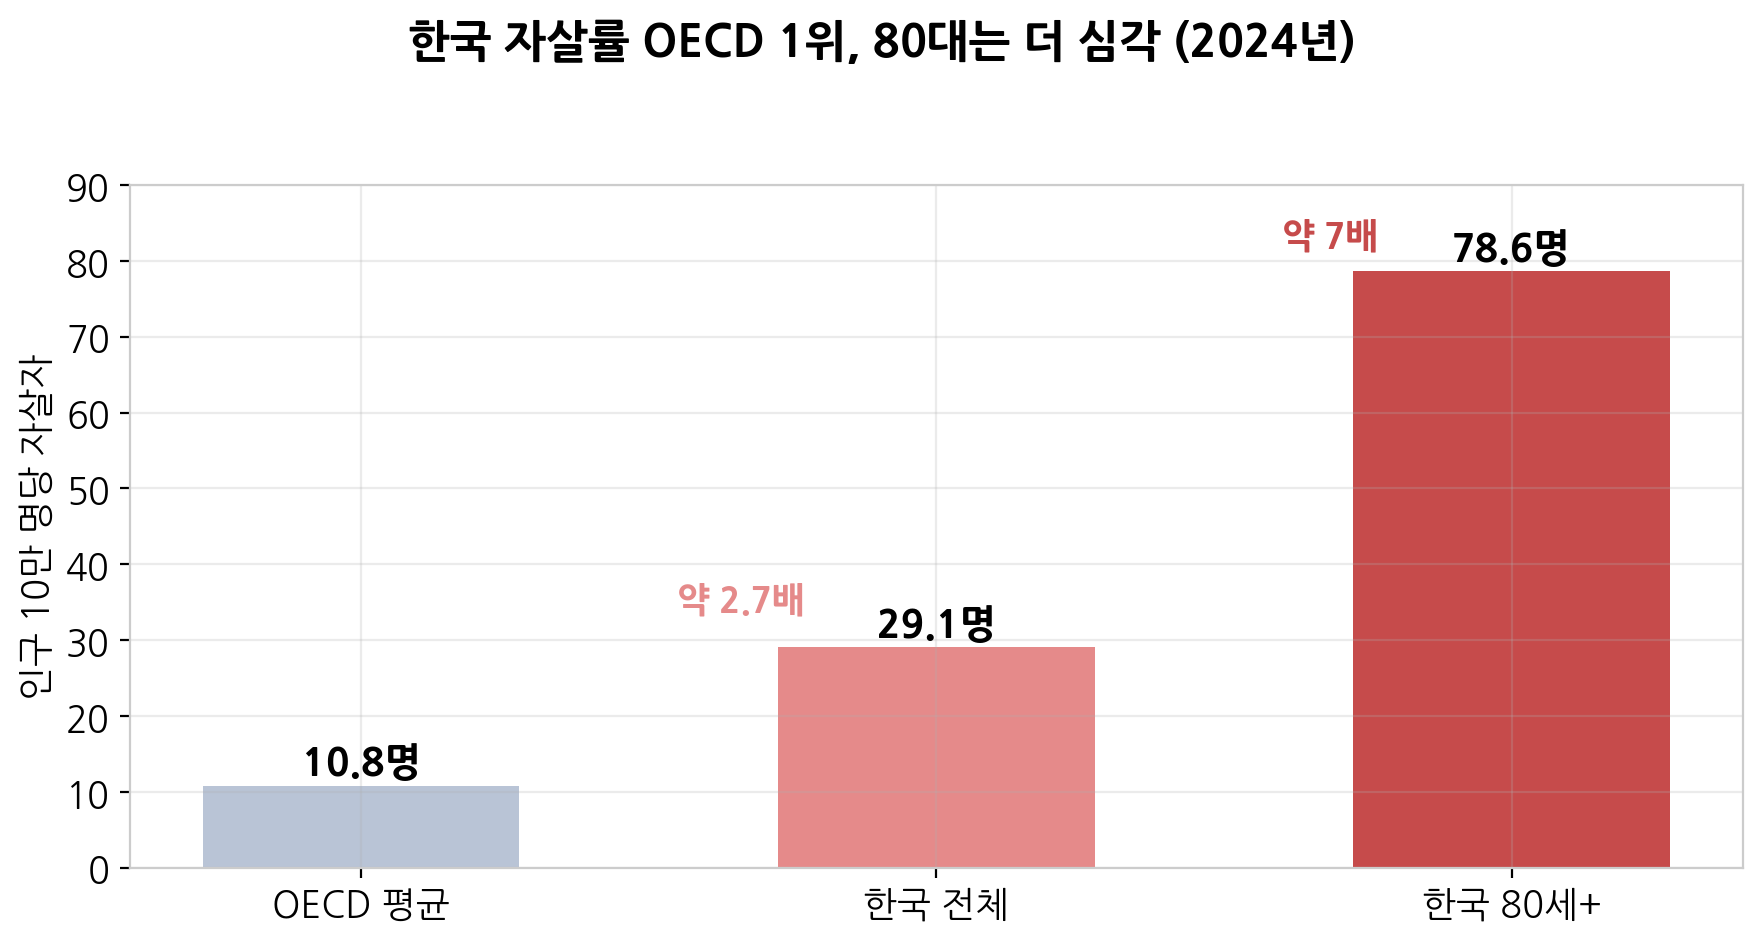 한국 자살률 OECD 1위, 80대는 더 심각 (2024년)
인구 10만 명당 자살자
90
80
70
60
50
40
30
20
10
0
10.8명
약 2.7배
29.1명
약 7배
78.6명
OECD 평균
한국 전체
한국 80세+